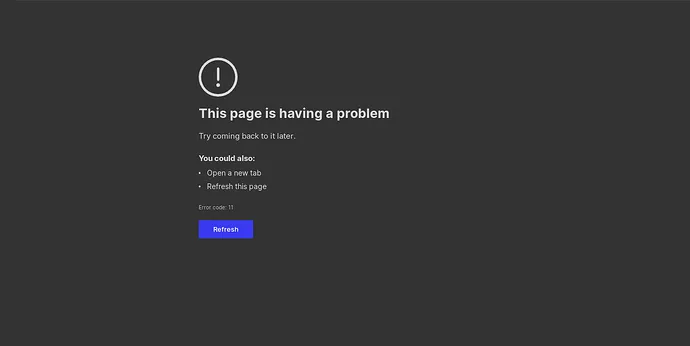 This page is having a problem
Try coming back to it later.
You could also:
• Open a new tab
• Refresh this page
Error code: 11
Refresh